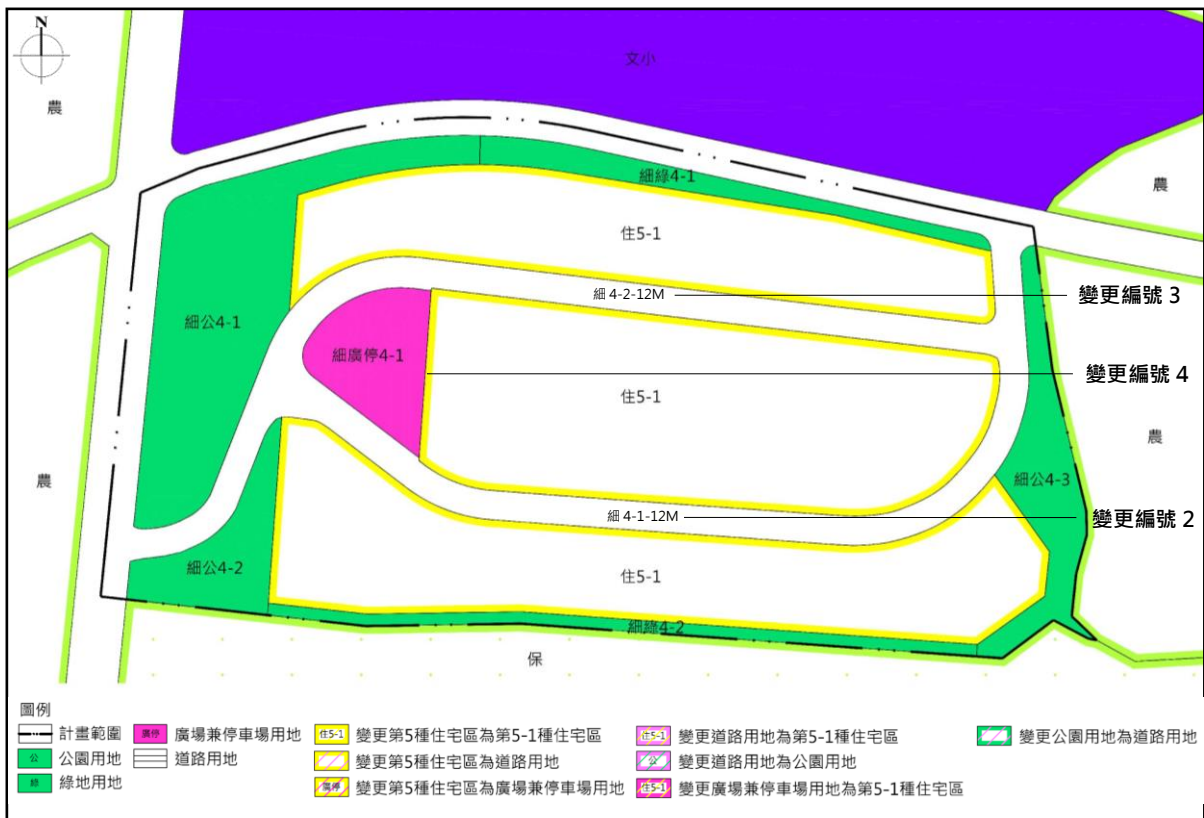 N
文小
農
農
細綠4-1
住5-1
細 4-2-12M
變更編號 3
細公4-1
細廣停4-1
變更編號 4
住5-1
農
農
細公4-3
細 4-1-12M
變更編號 2
細公4-2
住5-1
細綠4-2
保
圖例
計畫範圍
廣停 廣場兼停車場用地
住5-1 變更第5種住宅區為第5-1種住宅區
住5-1 變更道路用地為第5-1種住宅區
變更公園用地為道路用地
公 公園用地
道路用地
變更第5種住宅區為道路用地
公 變更道路用地為公園用地
綠 綠地用地
廣停 變更第5種住宅區為廣場兼停車場用地
住5-1 變更廣場兼停車場用地為第5-1種住宅區